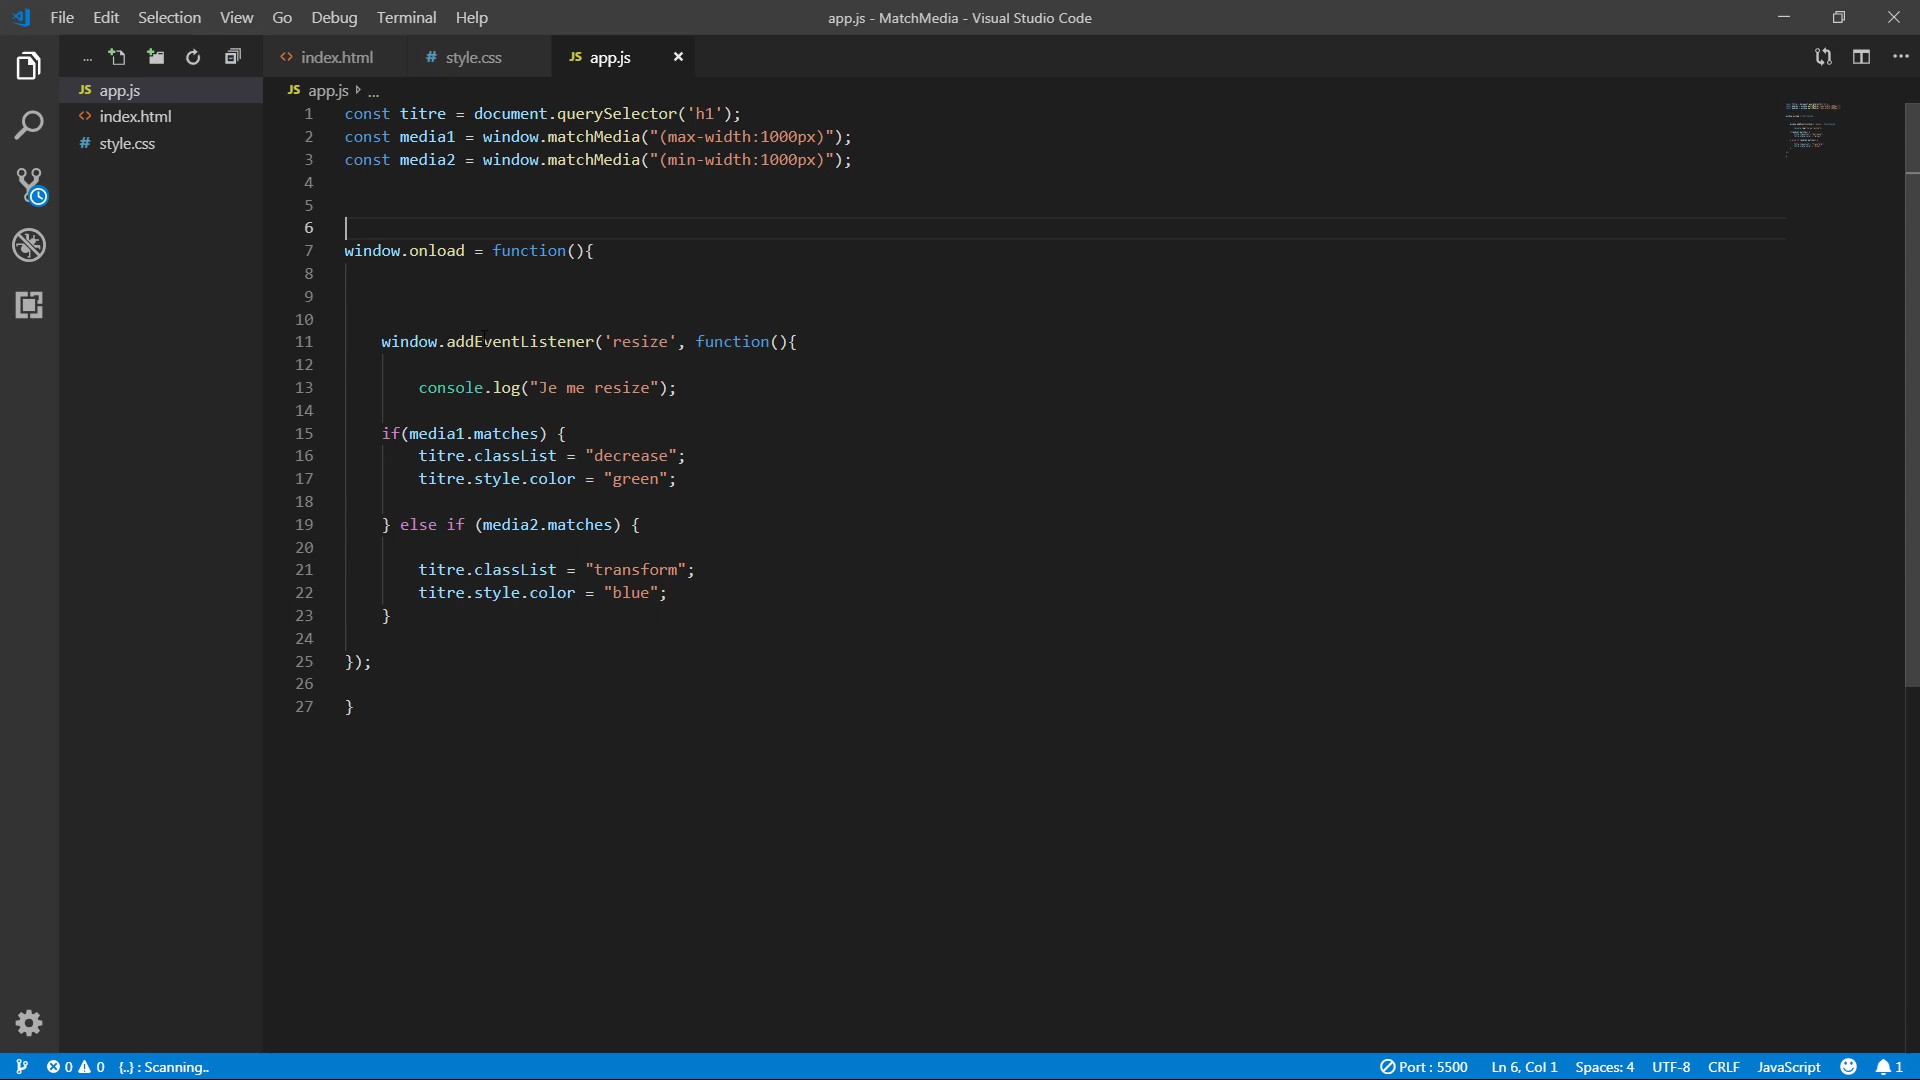 File Edit Selection View Go Debug Terminal Help
app.js - MatchMedia - Visual Studio Code
...
index.html
# style.css
JS app.js
JS app.js
index.html
# style.css
JS app.js ...
1 const titre = document.querySelector('h1');
2 const media1 = window.matchMedia("(max-width:1000px)");
3 const media2 = window.matchMedia("(min-width:1000px)");
4
5
6
7 window.onload = function(){
8
9
10
11 window.addEventListener('resize', function(){
12
13 console.log("Je me resize");
14
15 if(media1.matches) {
16 titre.classList = "decrease";
17 titre.style.color = "green";
18
19 } else if (media2.matches) {
20
21 titre.classList = "transform";
22 titre.style.color = "blue";
23 }
24
25 });
26
27 }
0 0 {..} : Scanning.. Port : 5500 Ln 6, Col 1 Spaces: 4 UTF-8 CRLF JavaScript 1